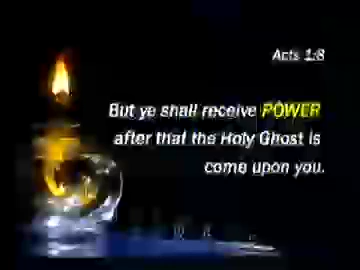 Acts 1:8
But ye shall receive POWER
after that the Holy Ghost is
come upon you.